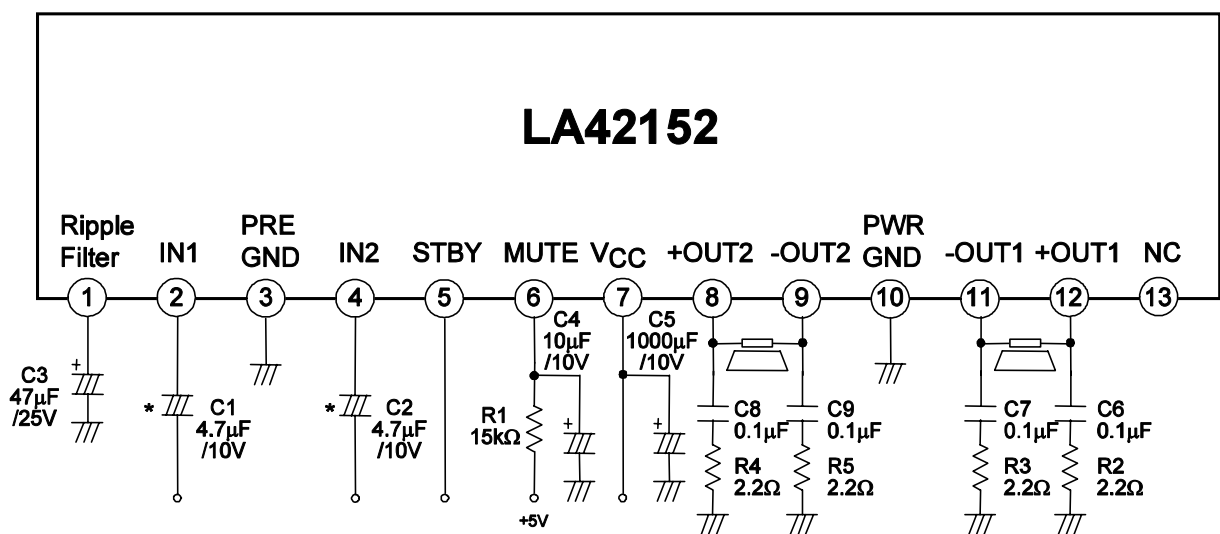 LA42152
Ripple
Filter
IN1
PRE
GND
IN2
STBY
MUTE
VCC
+OUT2
-OUT2
PWR
GND
-OUT1
+OUT1
NC
1
2
3
4
5
6
7
8
9
10
11
12
13
+
C3
47μF
/25V
*
C1
4.7μF
/10V
*
C2
4.7μF
/10V
C4
10μF
/10V
R1
15kΩ
+
+5V
C5
1000μF
/10V
+
C8
0.1μF
R4
2.2Ω
C9
0.1μF
R5
2.2Ω
C7
0.1μF
R3
2.2Ω
C6
0.1μF
R2
2.2Ω